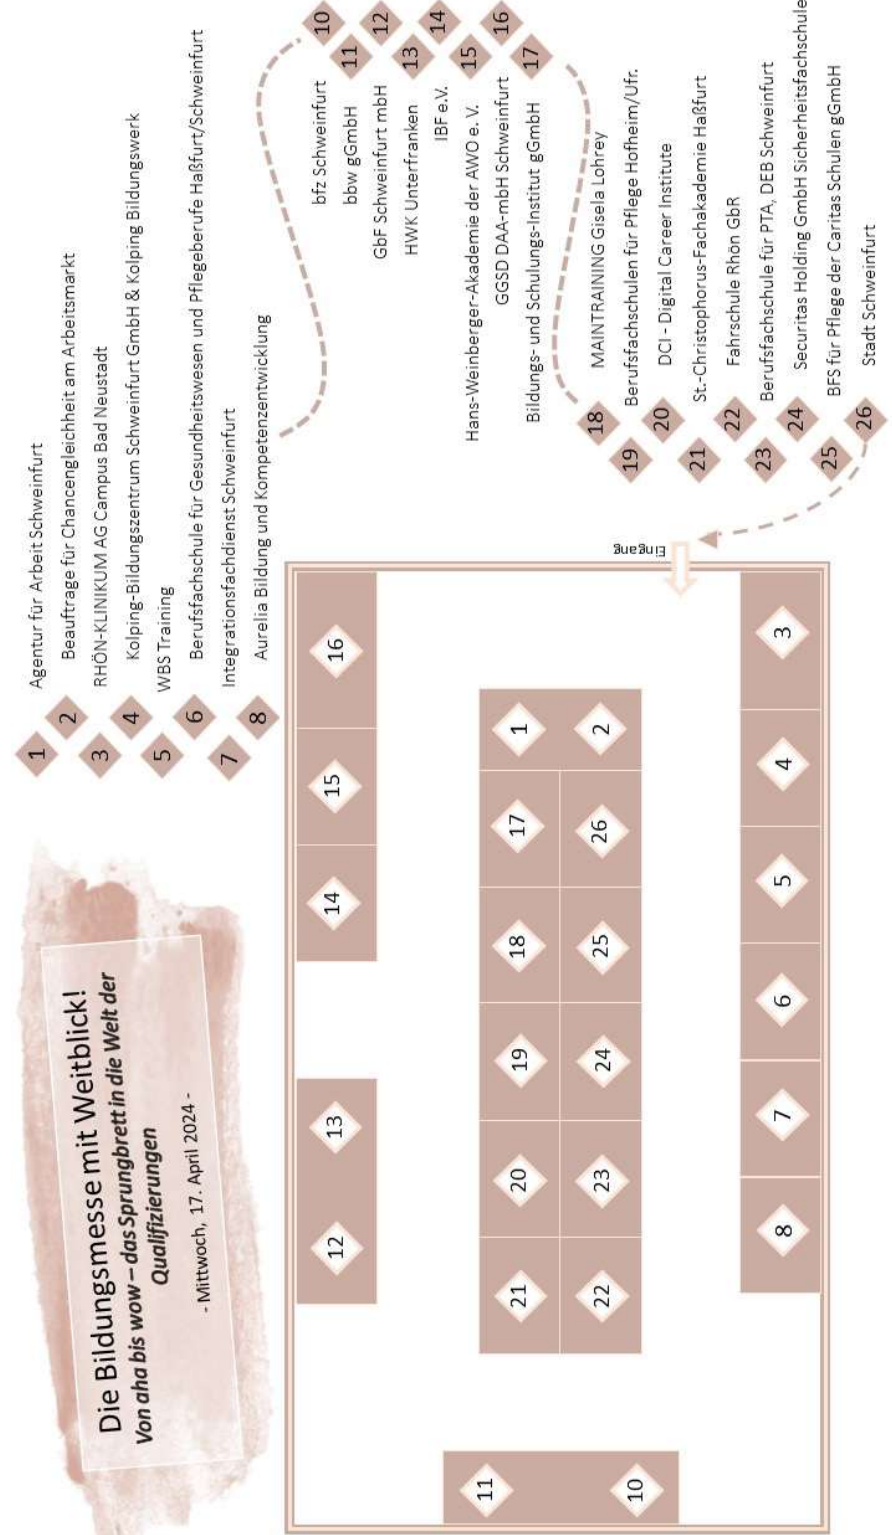 Die Bildungsmesse mit Weitblick!
Von aha bis wow – das Sprungbrett in die Welt der
Qualifizierungen
- Mittwoch, 17. April 2024 -
1 Agentur für Arbeit Schweinfurt
2 Beauftrage für Chancengleichheit am Arbeitsmarkt
3 RHÖN-KLINIKUM AG Campus Bad Neustadt
4 Kolping-Bildungszentrum Schweinfurt GmbH & Kolping Bildungswerk
5 WBS Training
6 Berufsfachschule für Gesundheitswesen und Pflegeberufe Haßfurt/Schweinfurt
7 Integrationsfachdienst Schweinfurt
8 Aurelia Bildung und Kompetenzentwicklung
10 bfz Schweinfurt
11 bbw gGmbH
12 GbF Schweinfurt mbH
13 HWK Unterfranken
14 IBF e.V.
15 Hans-Weinberger-Akademie der AWO e. V.
16 GGSD DAA-mbH Schweinfurt
17 Bildungs- und Schulungs-Institut gGmbH
18 MAINTRAINING Gisela Lohrey
19 Berufsfachschulen für Pflege Hofheim/Ufr.
20 DCI - Digital Career Institute
21 St.-Christophorus-Fachakademie Haßfurt
22 Fahrschule Rhön GbR
23 Berufsfachschule für PTA, DEB Schweinfurt
24 Securitas Holding GmbH Sicherheitsfachschule
25 BFS für Pflege der Caritas Schulen gGmbH
26 Stadt Schweinfurt
Eingang
12 13 14 15 16
11
21 20 19 18 17 1
22 23 24 25 26 2
10
8 7 6 5 4 3